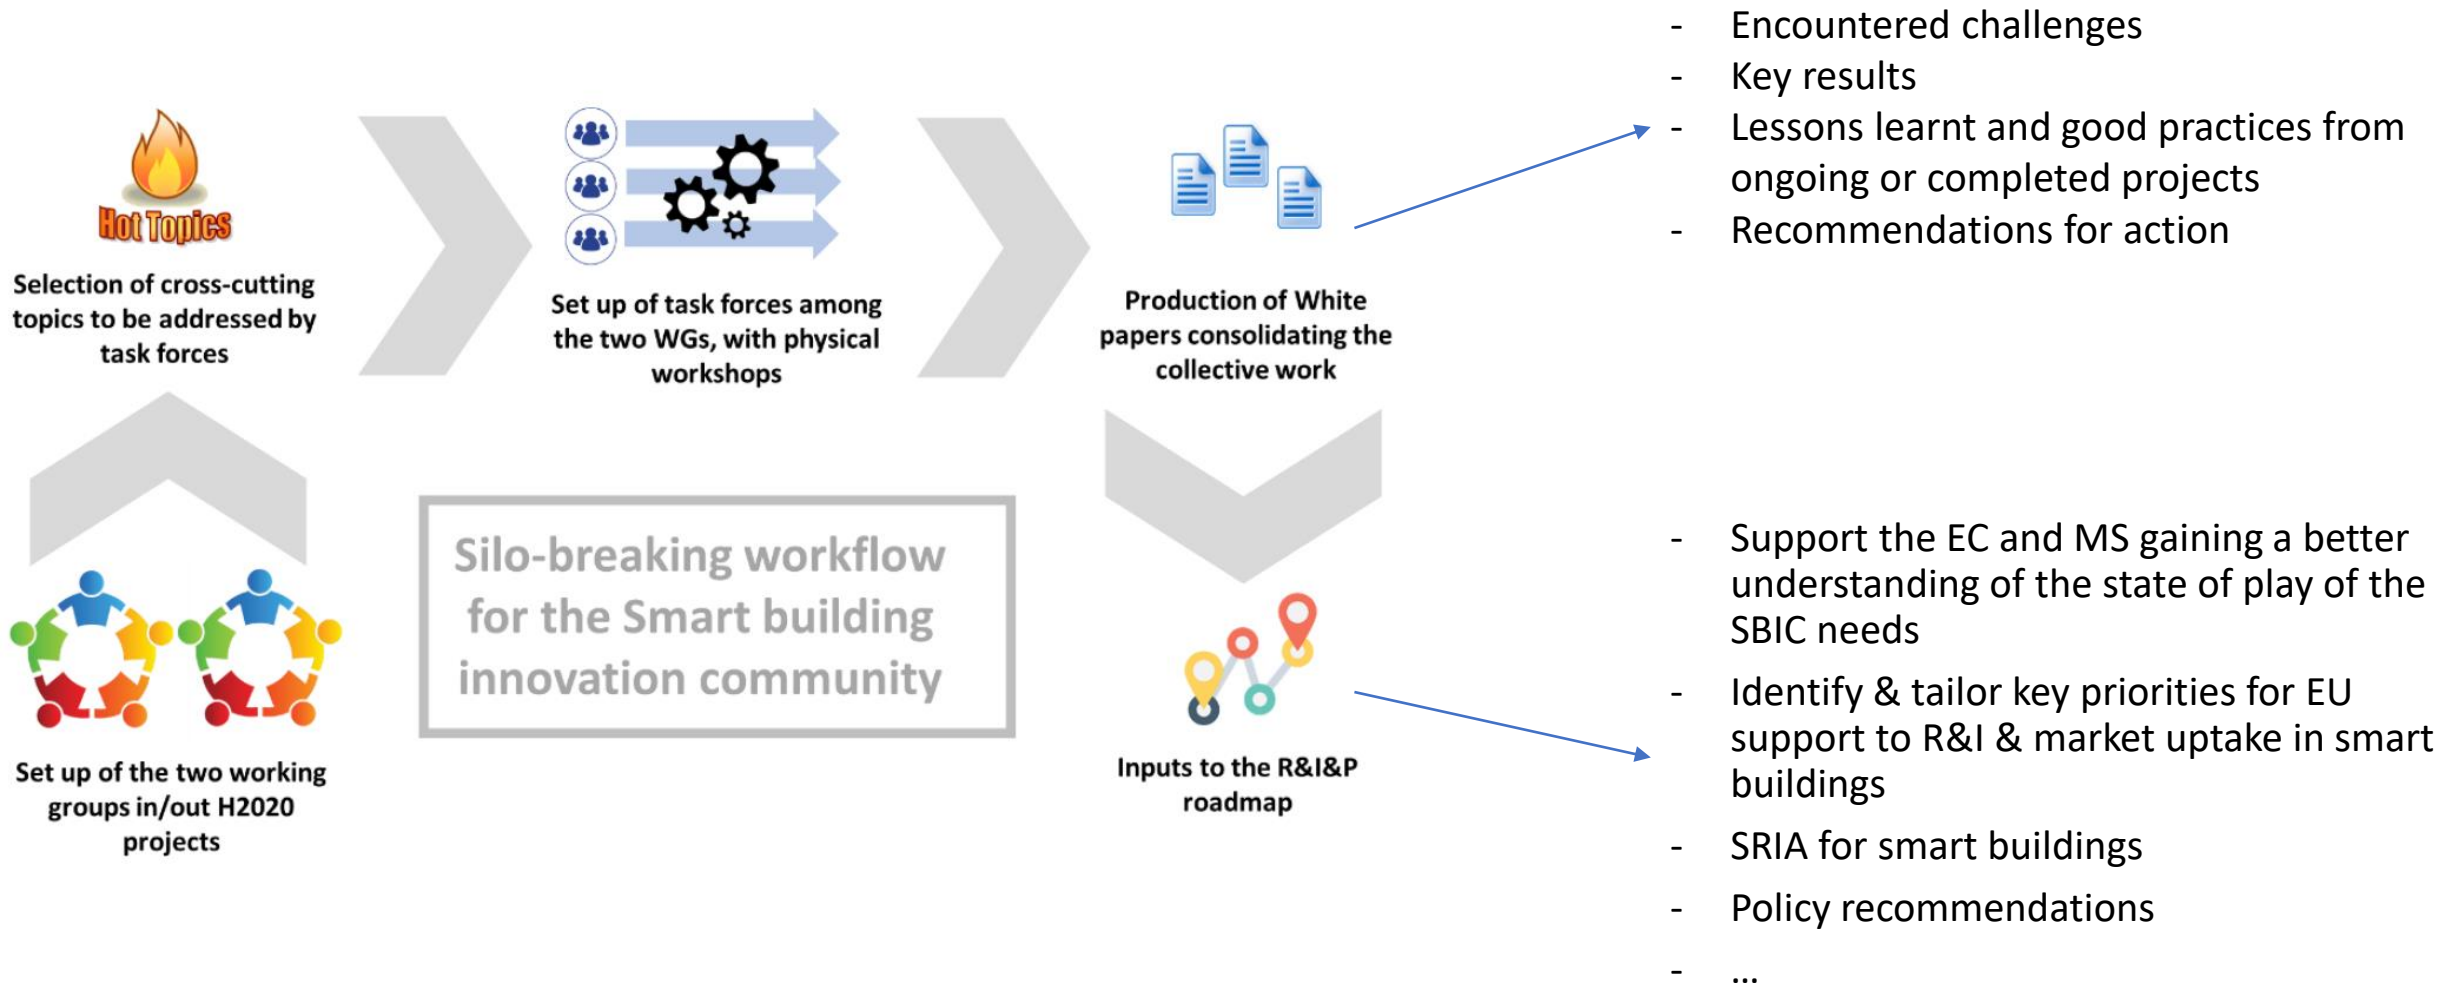 Hot Topics
Selection of cross-cutting
topics to be addressed by
task forces
Set up of task forces among
the two WGs, with physical
workshops
Production of White
papers consolidating the
collective work
- Encountered challenges
- Key results
- Lessons learnt and good practices from
ongoing or completed projects
- Recommendations for action
Set up of the two working
groups in/out H2020
projects
Silo-breaking workflow
for the Smart building
innovation community
Inputs to the R&I&P
roadmap
- Support the EC and MS gaining a better
understanding of the state of play of the
SBIC needs
- Identify & tailor key priorities for EU
support to R&I & market uptake in smart
buildings
- SRIA for smart buildings
- Policy recommendations
- ...